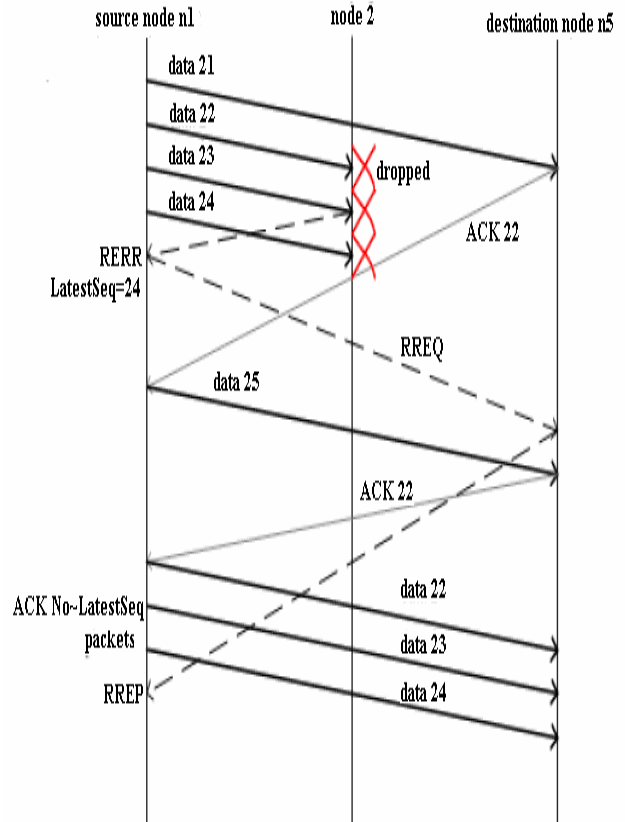 source node n1
node 2
destination node n5
data 21
data 22
data 23
dropped
data 24
ACK 22
RERR
LatestSeq=24
RREQ
data 25
ACK 22
data 22
ACK No~LatestSeq
packets
data 23
RREP
data 24